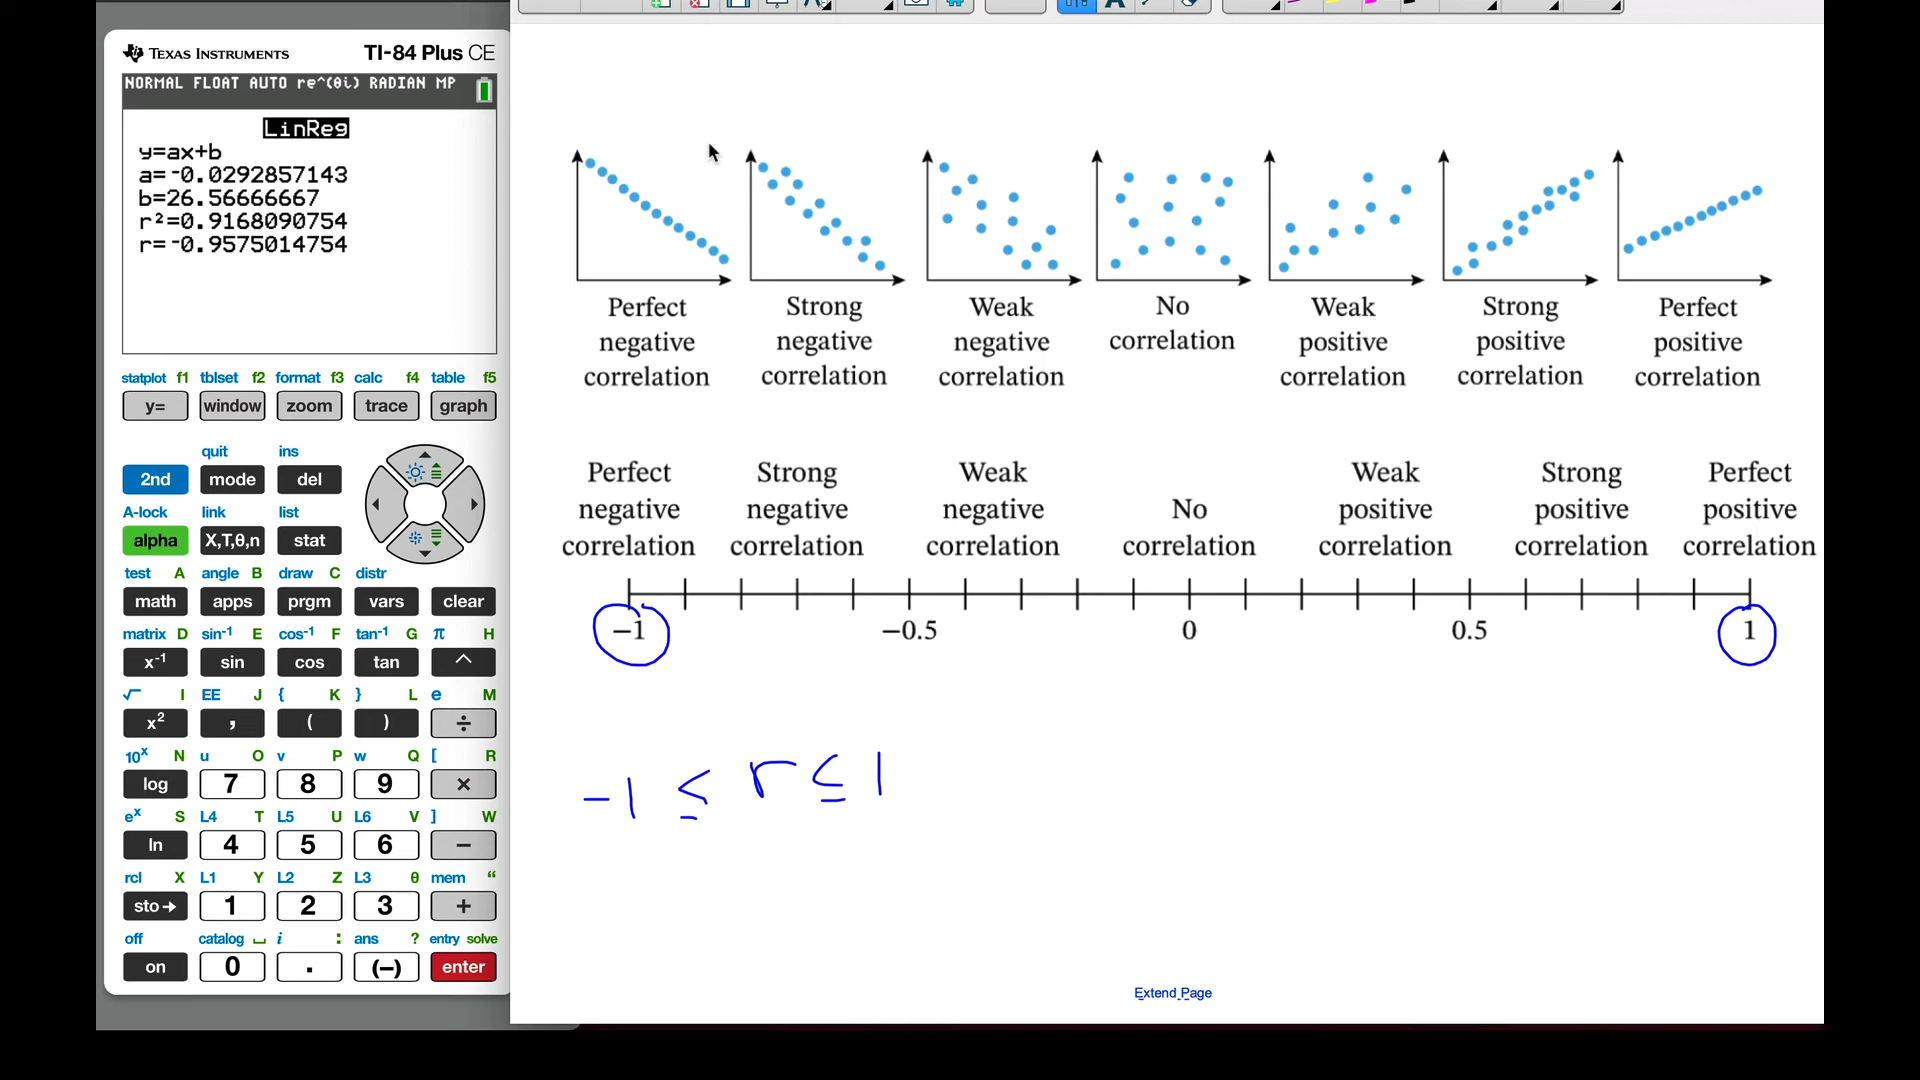 TEXAS INSTRUMENTS TI-84 Plus CE
NORMAL FLOAT AUTO re^(θi) RADIAN MP
LinReg
y=ax+b
a=-0.0292857143
b=26.56666667
r²=0.9168090754
r=-0.9575014754
statplot f1 tblset f2 format f3 calc f4 table f5
y= window zoom trace graph
quit ins
2nd mode del
A-lock link list
alpha X,T,θ,n stat
test A angle B draw C distr
math apps prgm vars clear
matrix D sin⁻¹ E cos⁻¹ F tan⁻¹ G π H
x⁻¹ sin cos tan ^
√ I EE J { K } L e M
x² , ( ) ÷
10ˣ N u O v P w Q [ R
log 7 8 9 ×
eˣ S L4 T L5 U L6 V ] W
ln 4 5 6 −
rcl X L1 Y L2 Z L3 θ mem “
sto→ 1 2 3 +
off catalog ⎵ i : ans ? entry solve
on 0 . (−) enter
Perfect negative correlation
Strong negative correlation
Weak negative correlation
No correlation
Weak positive correlation
Strong positive correlation
Perfect positive correlation
Perfect negative correlation
Strong negative correlation
Weak negative correlation
No correlation
Weak positive correlation
Strong positive correlation
Perfect positive correlation
−1 −0.5 0 0.5 1
-1 ≤ r ≤ 1
Extend Page